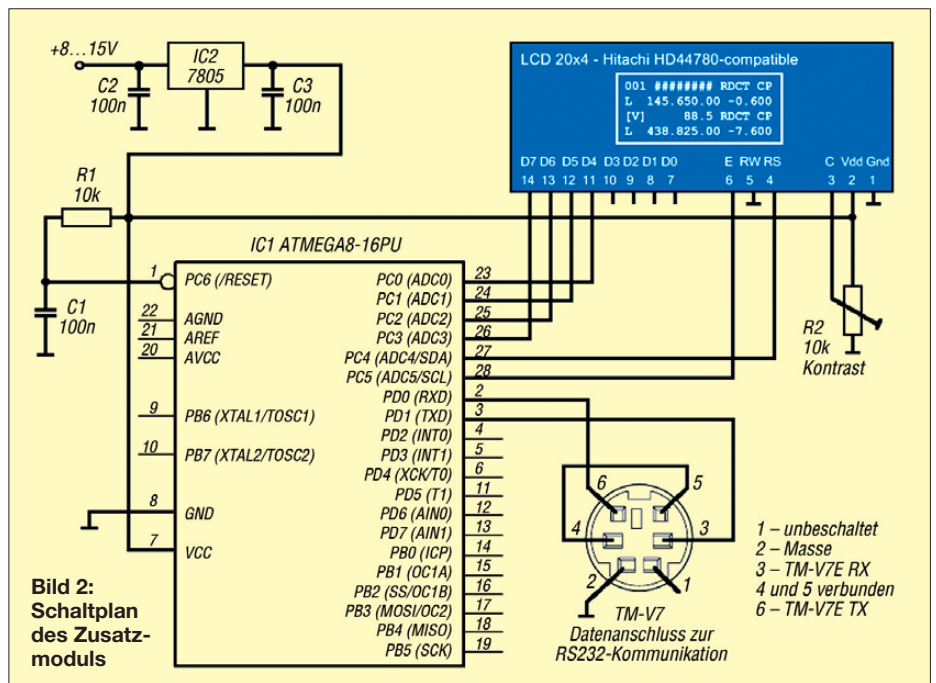 +8...15V
IC2
7805
C2
100n
C3
100n
R1
10k
C1
100n
LCD 20x4 - Hitachi HD44780-compatible
001 ######## RDCT CP
L 145.650.00 -0.600
[V] 88.5 RDCT CP
L 438.825.00 -7.600
D7 D6 D5 D4 D3 D2 D1 D0 E RW RS C Vdd Gnd
14 13 12 11 10 9 8 7 6 5 4 3 2 1
R2
10k
Kontrast
IC1 ATMEGA8-16PU
1 PC6 (/RESET)
22 AGND
21 AREF
20 AVCC
9 PB6 (XTAL1/TOSC1)
10 PB7 (XTAL2/TOSC2)
8 GND
7 VCC
PC0 (ADC0) 23
PC1 (ADC1) 24
PC2 (ADC2) 25
PC3 (ADC3) 26
PC4 (ADC4/SDA) 27
PC5 (ADC5/SCL) 28
PD0 (RXD) 2
PD1 (TXD) 3
PD2 (INT0) 4
PD3 (INT1) 5
PD4 (XCK/T0) 6
PD5 (T1) 11
PD6 (AIN0) 12
PD7 (AIN1) 13
PB0 (ICP) 14
PB1 (OC1A) 15
PB2 (SS/OC1B) 16
PB3 (MOSI/OC2) 17
PB4 (MISO) 18
PB5 (SCK) 19
6 5
4 3
2 1
TM-V7
Datenanschluss zur
RS232-Kommunikation
1 – unbeschaltet
2 – Masse
3 – TM-V7E RX
4 und 5 verbunden
6 – TM-V7E TX
Bild 2:
Schaltplan
des Zusatz-
moduls